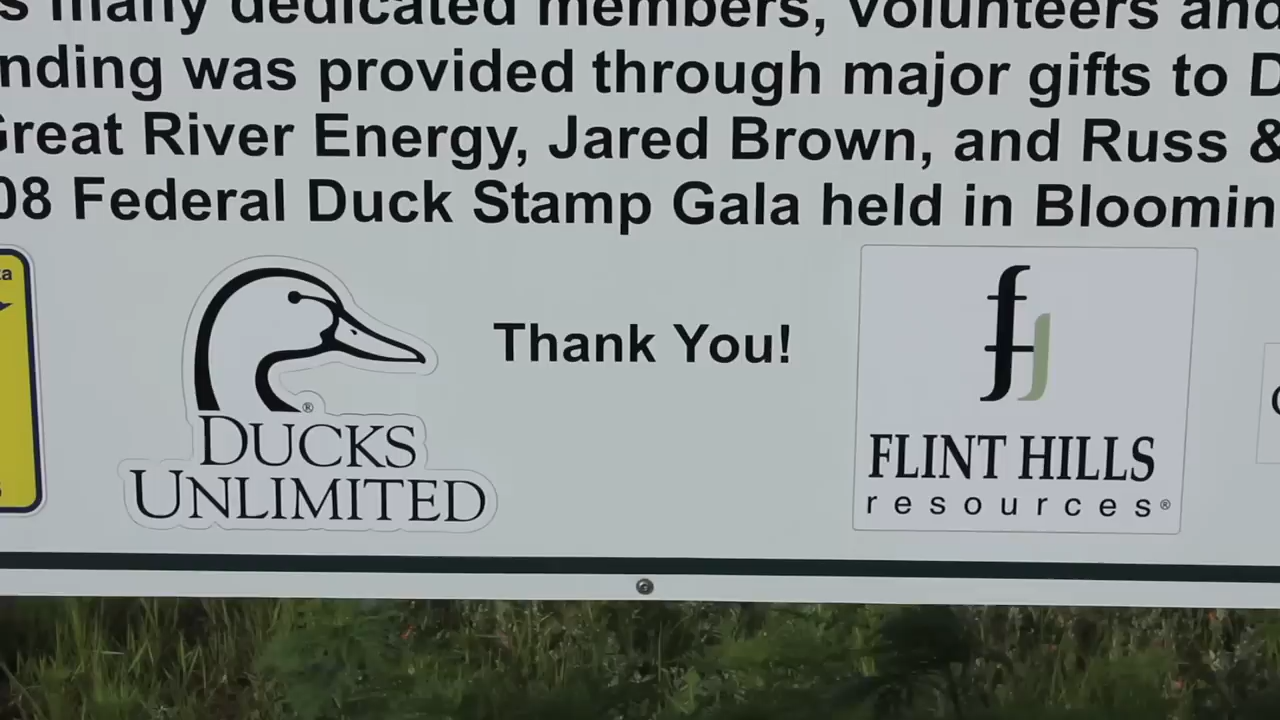 many dedicated members, volunteers and
nding was provided through major gifts to D
Great River Energy, Jared Brown, and Russ &
08 Federal Duck Stamp Gala held in Bloomin
Thank You!
DUCKS
UNLIMITED
®
FLINT HILLS
resources®